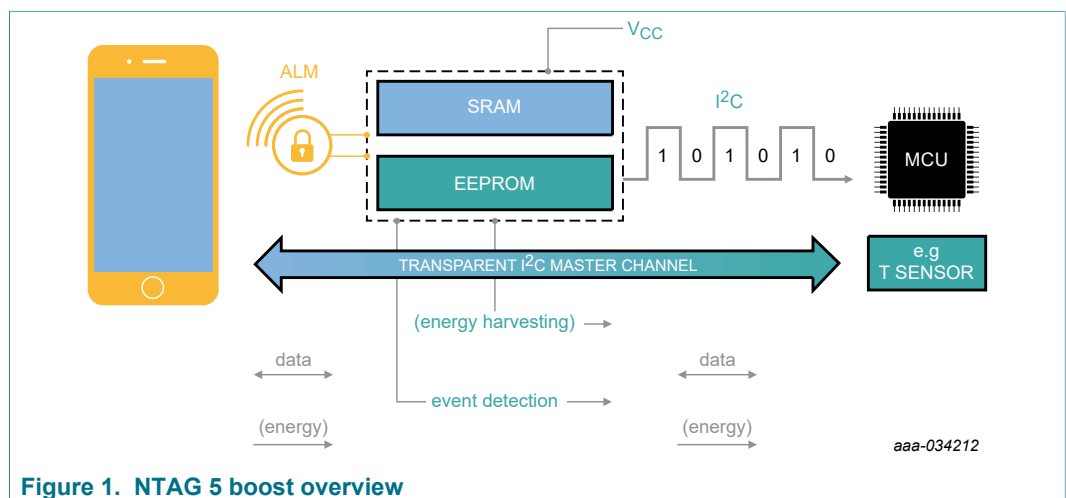 V_CC
ALM
SRAM
I²C
1 0 1 0 1 0
MCU
EEPROM
TRANSPARENT I²C MASTER CHANNEL
e.g
T SENSOR
(energy harvesting)
data
data
event detection
(energy)
(energy)
aaa-034212
Figure 1. NTAG 5 boost overview